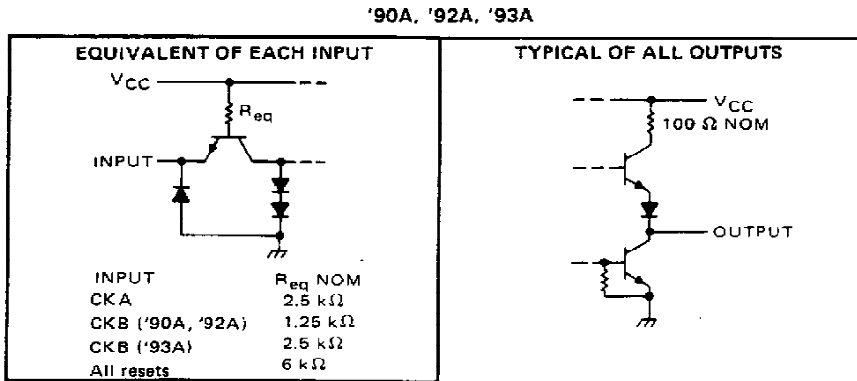 '90A, '92A, '93A
EQUIVALENT OF EACH INPUT
VCC
Req
INPUT
INPUT Req NOM
CKA 2.5 kΩ
CKB ('90A, '92A) 1.25 kΩ
CKB ('93A) 2.5 kΩ
All resets 6 kΩ
TYPICAL OF ALL OUTPUTS
VCC
100 Ω NOM
OUTPUT